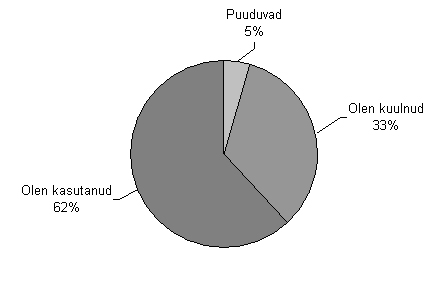 Puuduvad
5%
Olen kuulnud
33%
Olen kasutanud
62%